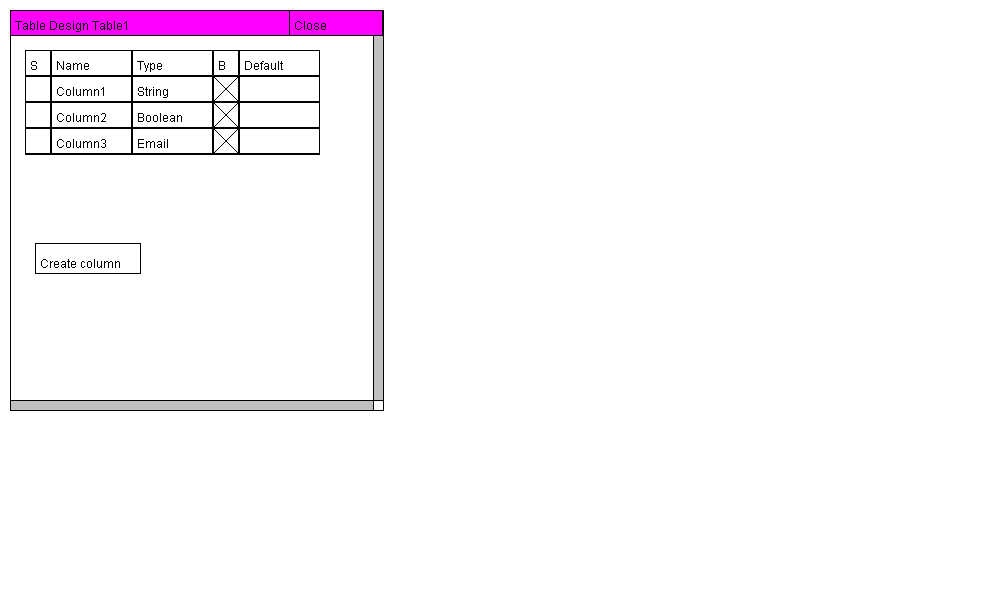 Table Design Table1 Close
S Name Type B Default
Column1 String
Column2 Boolean
Column3 Email
Create column